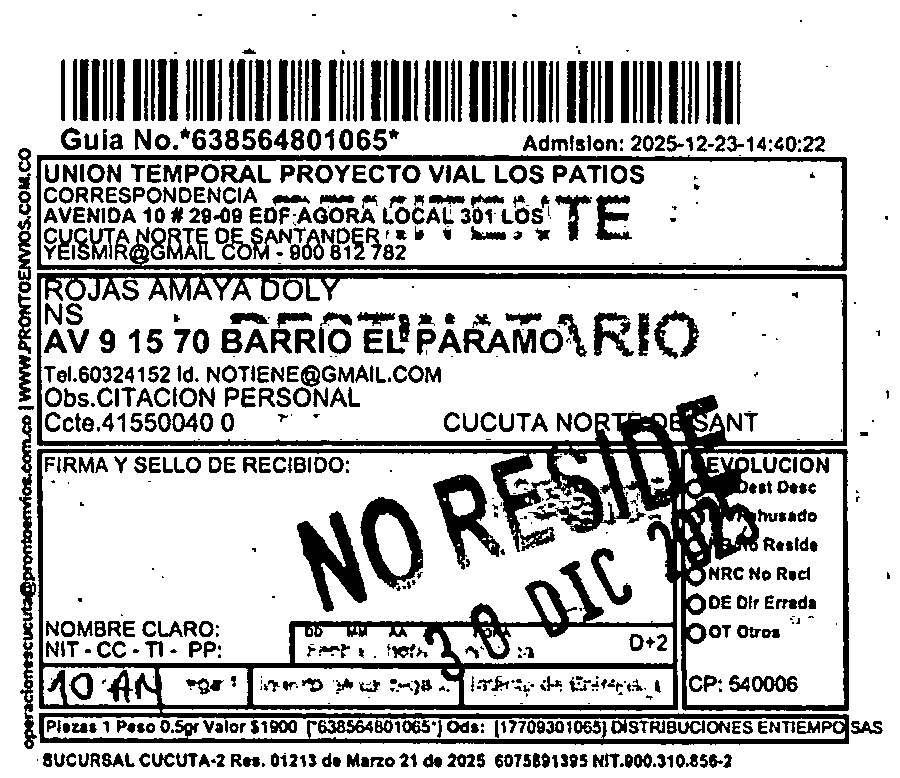 Guia No.*638564801065*
Admision: 2025-12-23-14:40:22
UNION TEMPORAL PROYECTO VIAL LOS PATIOS
CORRESPONDENCIA
AVENIDA 10 # 29-09 EDF AGORA LOCAL 301 LOS
CUCUTA NORTE DE SANTANDER
YEISMIR@GMAIL COM - 900 812 782
ROJAS AMAYA DOLY
NS
AV 9 15 70 BARRIO EL PARAMO
Tel.60324152 Id. NOTIENE@GMAIL.COM
Obs.CITACION PERSONAL
Ccte.41550040 0
CUCUTA NORTE DE SANT
FIRMA Y SELLO DE RECIBIDO:
NO RESIDE
30 DIC 2025
DEVOLUCION
Dest Desc
Rehusado
No Reside
NRC No Recl
DE Dir Errada
OT Otros
NOMBRE CLARO:
NIT - CC - TI - PP:
DD MM AA HORA
D+2
10 AM
CP: 540006
Piezas 1 Peso 0.5gr Valor $1900 [*638564801065*] Ods: [17709301065] DISTRIBUCIONES ENTIEMPO SAS
SUCURSAL CUCUTA-2 Res. 01213 de Marzo 21 de 2025 6075891395 NIT.900.310.856-2
operacionescucuta@prontoenvios.com.co | WWW.PRONTOENVIOS.COM.CO